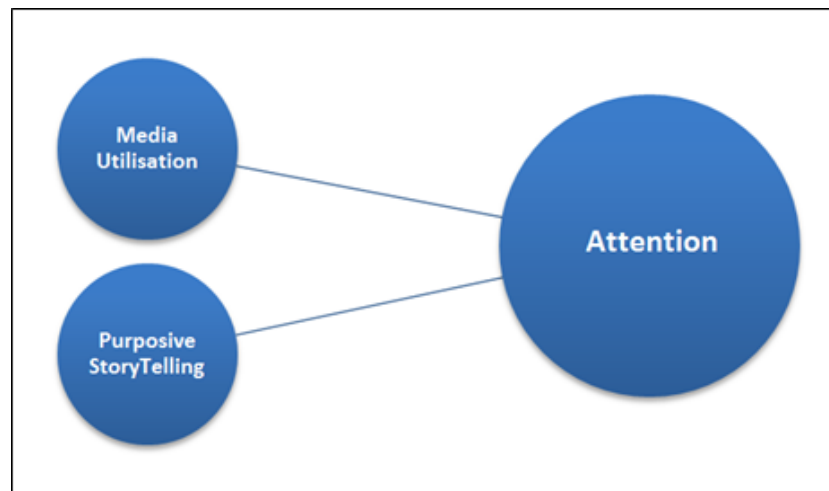 Media
Utilisation
Attention
Purposive
StoryTelling